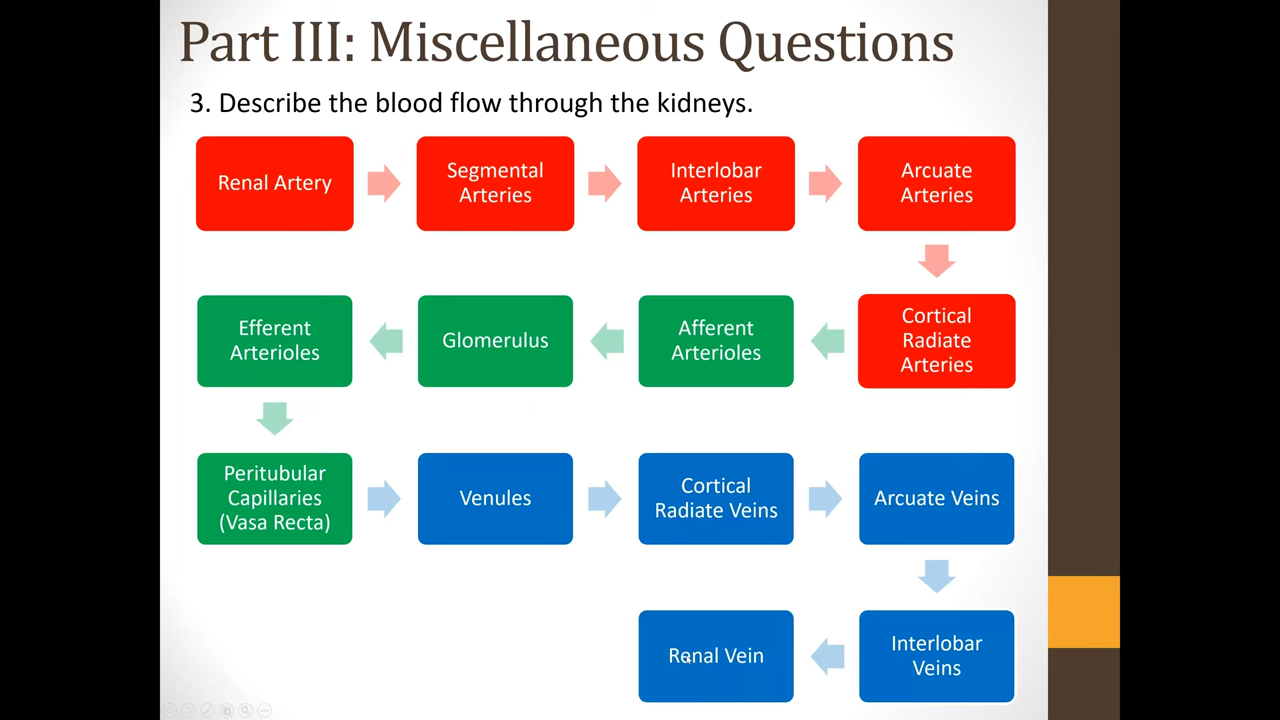 Part III: Miscellaneous Questions
3. Describe the blood flow through the kidneys.
Renal Artery
Segmental
Arteries
Interlobar
Arteries
Arcuate
Arteries
Cortical
Radiate
Arteries
Afferent
Arterioles
Glomerulus
Efferent
Arterioles
Peritubular
Capillaries
(Vasa Recta)
Venules
Cortical
Radiate Veins
Arcuate Veins
Interlobar
Veins
Renal Vein